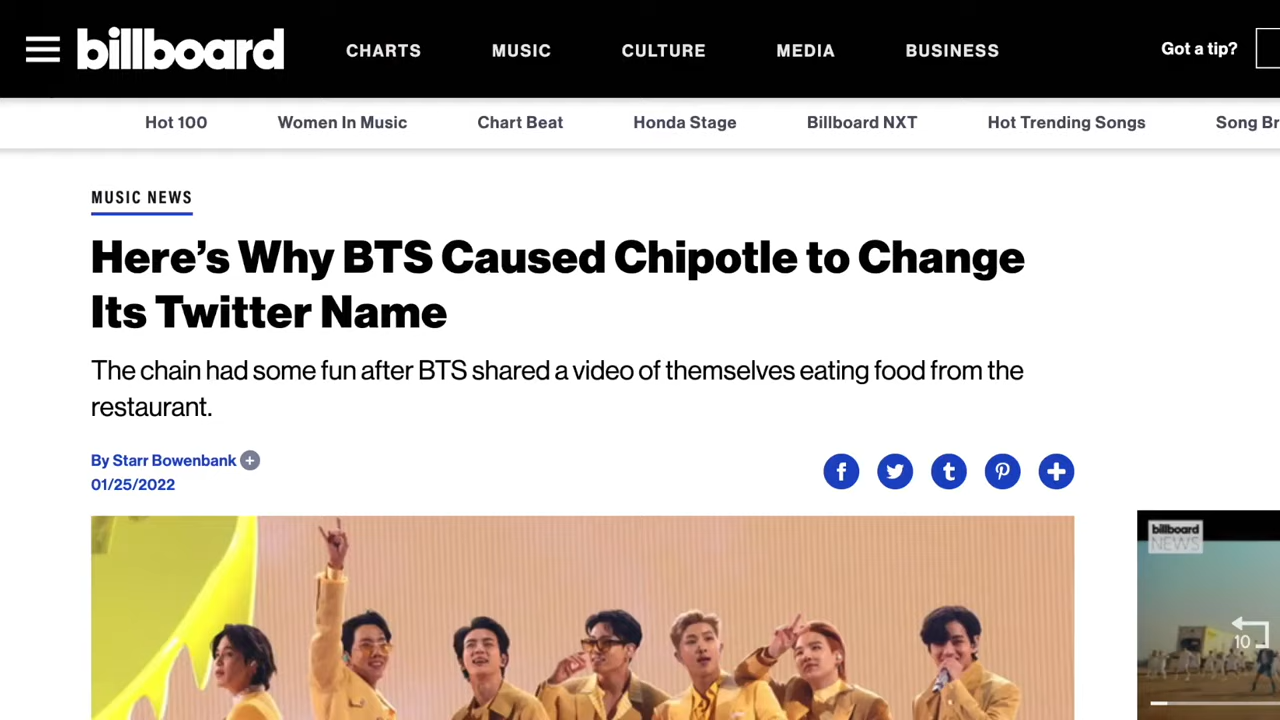 billboard
CHARTS MUSIC CULTURE MEDIA BUSINESS Got a tip?
Hot 100 Women In Music Chart Beat Honda Stage Billboard NXT Hot Trending Songs Song Br
MUSIC NEWS
Here's Why BTS Caused Chipotle to Change
Its Twitter Name
The chain had some fun after BTS shared a video of themselves eating food from the
restaurant.
By Starr Bowenbank
01/25/2022
billboard
NEWS
10